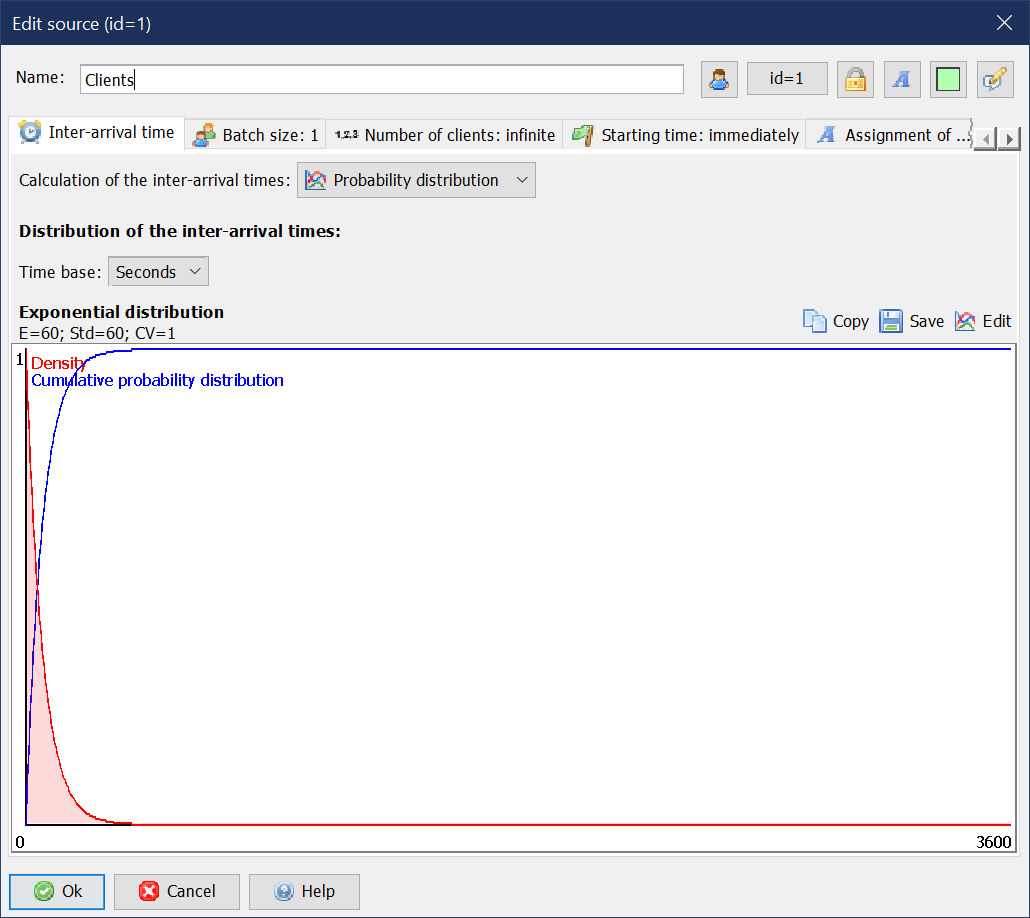 Edit source (id=1)
Name: Clients id=1
Inter-arrival time Batch size: 1 1,2,3 Number of clients: infinite Starting time: immediately A Assignment of ...
Calculation of the inter-arrival times: Probability distribution
Distribution of the inter-arrival times:
Time base: Seconds
Exponential distribution
E=60; Std=60; CV=1
Copy Save Edit
1 Density
Cumulative probability distribution
0 3600
Ok Cancel Help